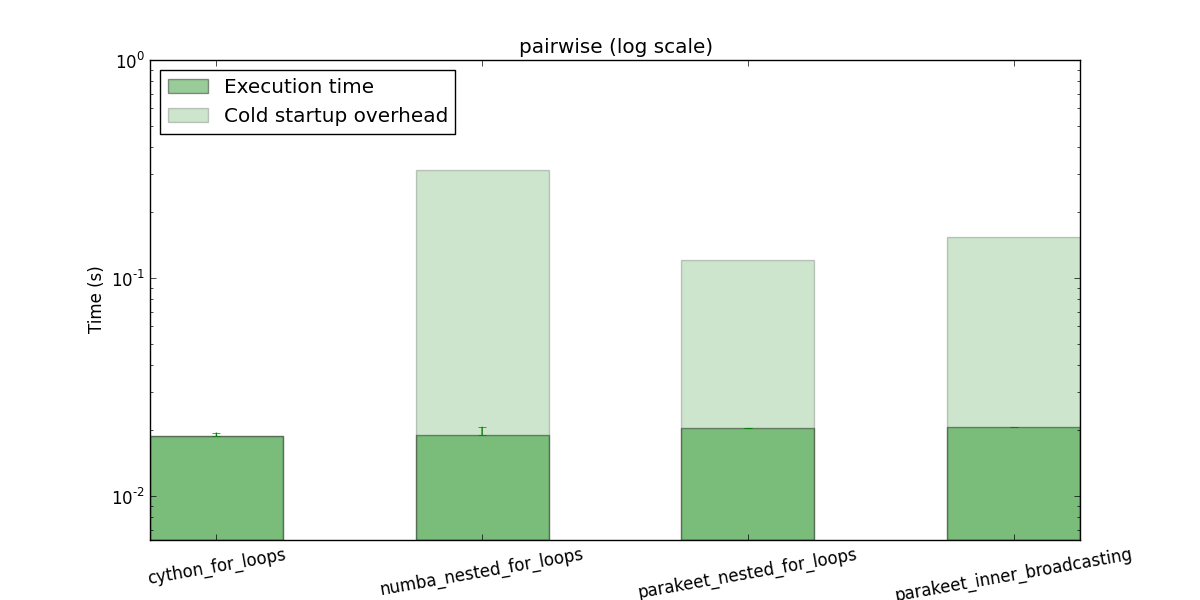 pairwise (log scale)
10^0
Execution time
Cold startup overhead
Time (s)
10^-1
10^-2
cython_for_loops
numba_nested_for_loops
parakeet_nested_for_loops
parakeet_inner_broadcasting